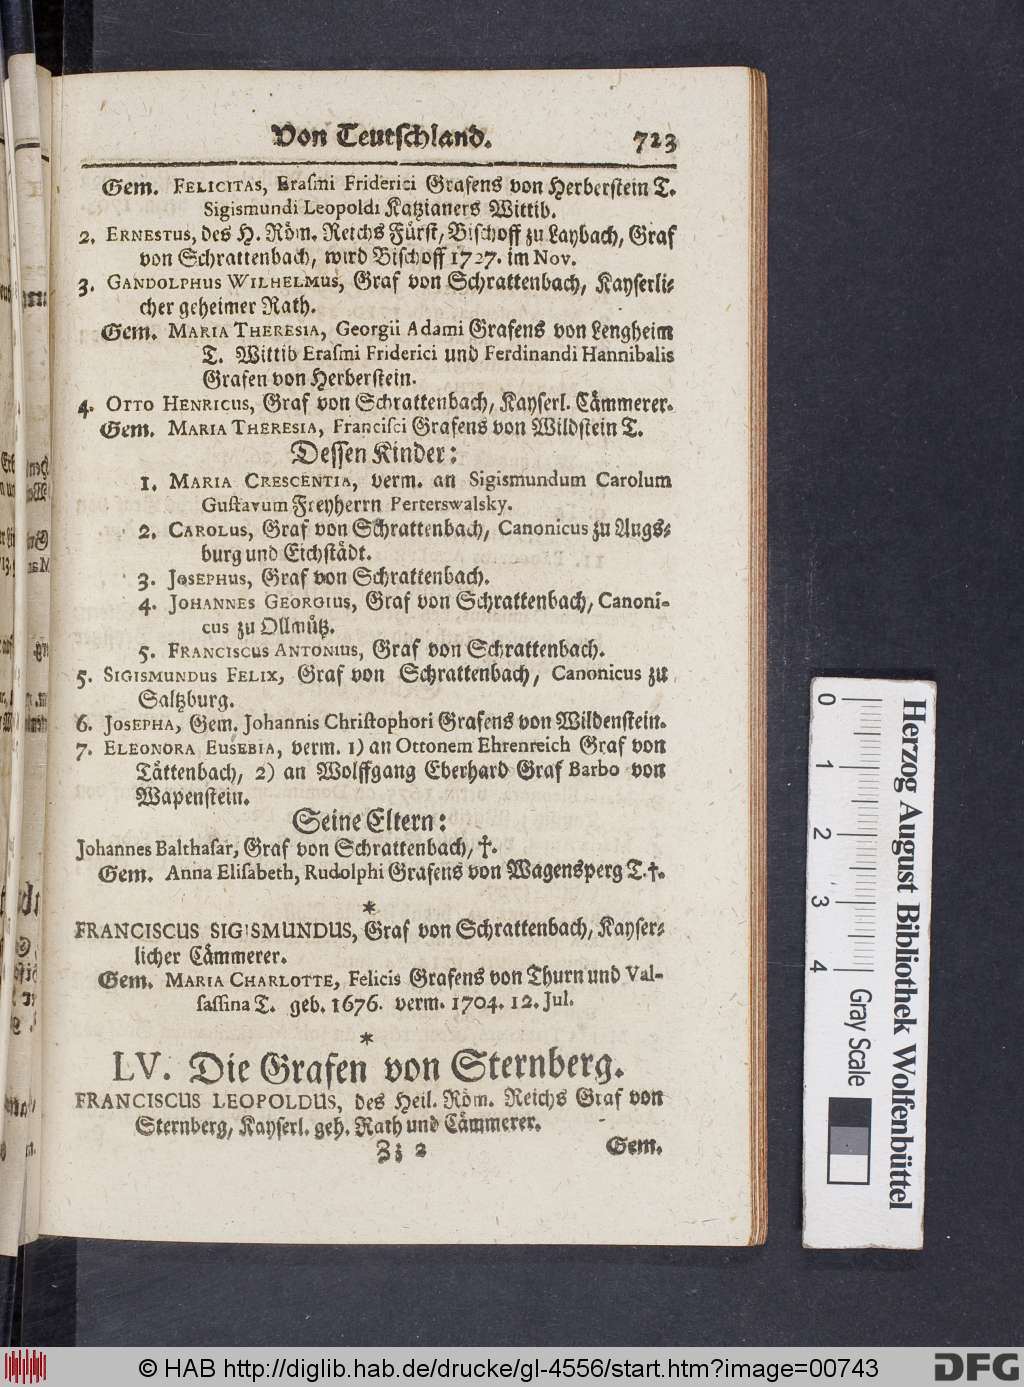 Von Teutschland. 723
Gem. FELICITAS, Erasmi Friderici Grafens von Herberstein T.
Sigismundi Leopoldi Katzianers Wittib.
2. ERNESTUS, des H. Röm. Reichs Fürst, Bischoff zu Laybach, Graf
von Schrattenbach, wird Bischoff 1727. im Nov.
3. GANDOLPHUS WILHELMUS, Graf von Schrattenbach, Kayserli-
cher geheimer Rath.
Gem. MARIA THERESIA, Georgii Adami Grafens von Lengheim
T. Wittib Erasmi Friderici und Ferdinandi Hannibalis
Grafen von Herberstein.
4. OTTO HENRICUS, Graf von Schrattenbach, Kayserl. Cämmerer.
Gem. MARIA THERESIA, Francisci Grafens von Wildstein T.
Dessen Kinder:
1. MARIA CRESCENTIA, verm. an Sigismundum Carolum
Gustavum Freyherrn Perterswalsky.
2. CAROLUS, Graf von Schrattenbach, Canonicus zu Augs-
burg und Eichstädt.
3. JOSEPHUS, Graf von Schrattenbach.
4. JOHANNES GEORGIUS, Graf von Schrattenbach, Canoni-
cus zu Ollmütz.
5. FRANCISCUS ANTONIUS, Graf von Schrattenbach.
5. SIGISMUNDUS FELIX, Graf von Schrattenbach, Canonicus zu
Saltzburg.
6. JOSEPHA, Gem. Johannis Christophori Grafens von Wildenstein.
7. ELEONORA EUSEBIA, verm. 1) an Ottonem Ehrenreich Graf von
Tättenbach, 2) an Wolffgang Eberhard Graf Barbo von
Wapenstein.
Seine Eltern:
Johannes Balthasar, Graf von Schrattenbach, †.
Gem. Anna Elisabeth, Rudolphi Grafens von Wagensperg T. †.
*
FRANCISCUS SIGISMUNDUS, Graf von Schrattenbach, Kayser-
licher Cämmerer.
Gem. MARIA CHARLOTTE, Felicis Grafens von Thurn und Val-
sassina T. geb. 1676. verm. 1704. 12. Jul.
*
LV. Die Grafen von Sternberg.
FRANCISCUS LEOPOLDUS, des Heil. Röm. Reichs Graf von
Sternberg, Kayserl. geh. Rath und Cämmerer.
Zz 2 Gem.
0 1 2 3 4
Gray Scale
Herzog August Bibliothek Wolfenbüttel
© HAB http://diglib.hab.de/drucke/gl-4556/start.htm?image=00743
DFG